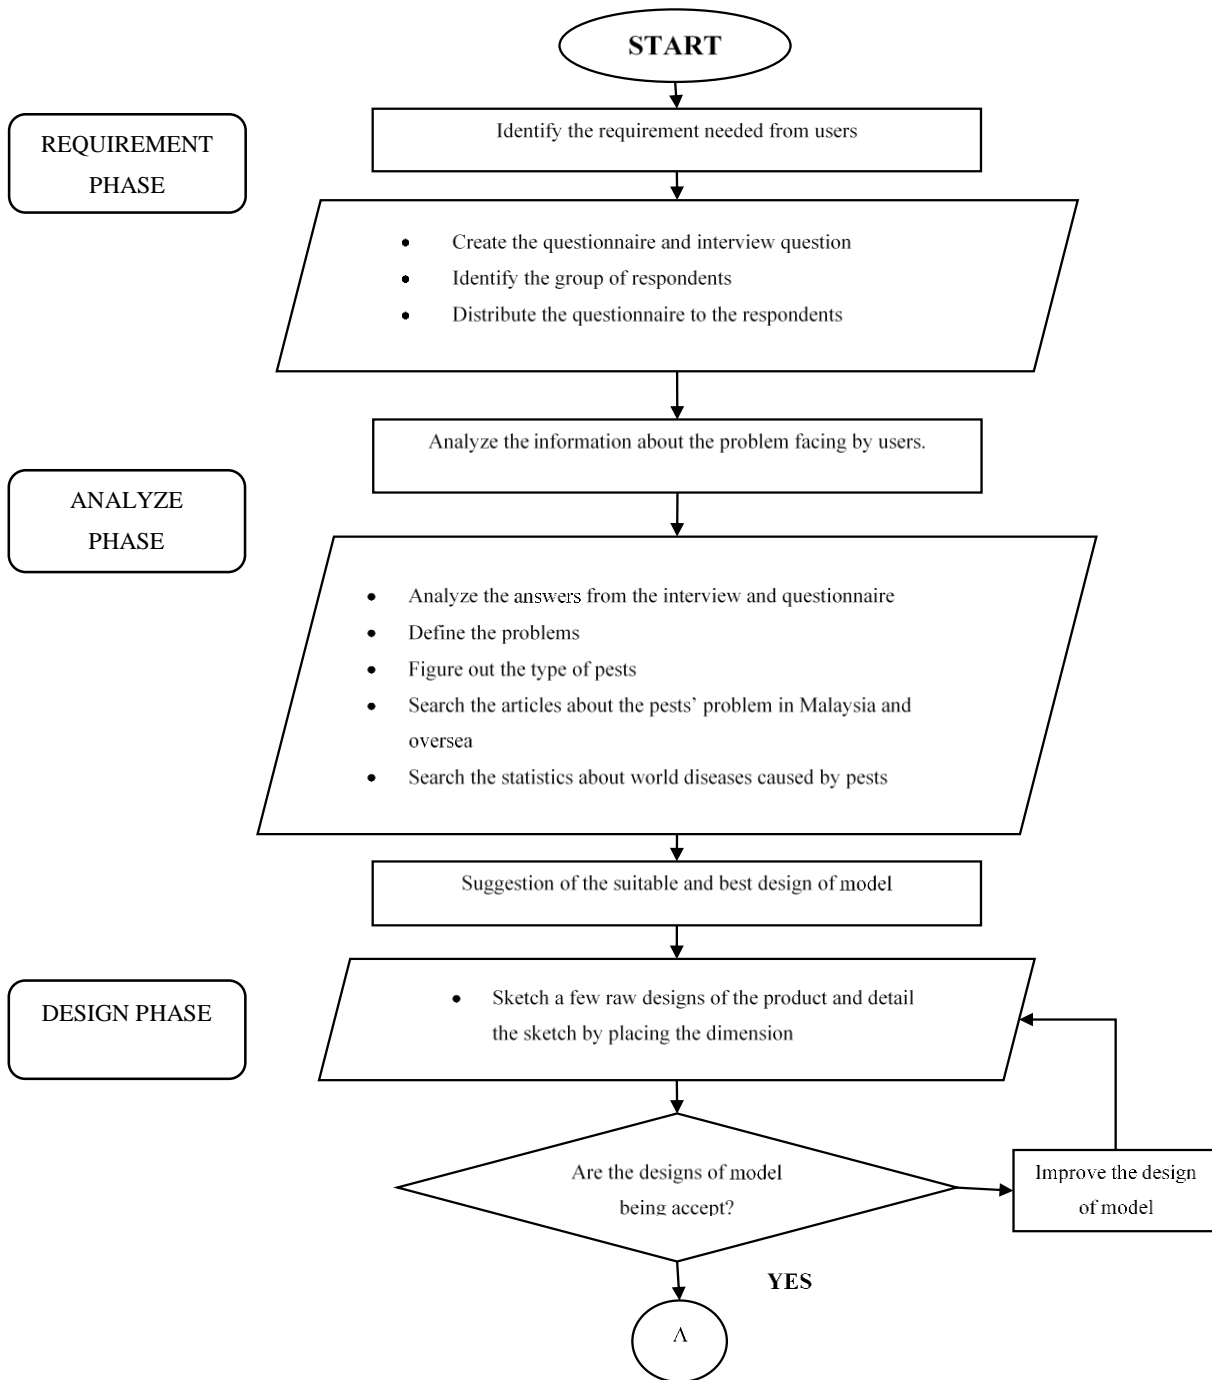 START
REQUIREMENT
PHASE
Identify the requirement needed from users
• Create the questionnaire and interview question
• Identify the group of respondents
• Distribute the questionnaire to the respondents
Analyze the information about the problem facing by users.
ANALYZE
PHASE
• Analyze the answers from the interview and questionnaire
• Define the problems
• Figure out the type of pests
• Search the articles about the pests’ problem in Malaysia and
oversea
• Search the statistics about world diseases caused by pests
Suggestion of the suitable and best design of model
DESIGN PHASE
• Sketch a few raw designs of the product and detail
the sketch by placing the dimension
Are the designs of model
being accept?
Improve the design
of model
YES
A